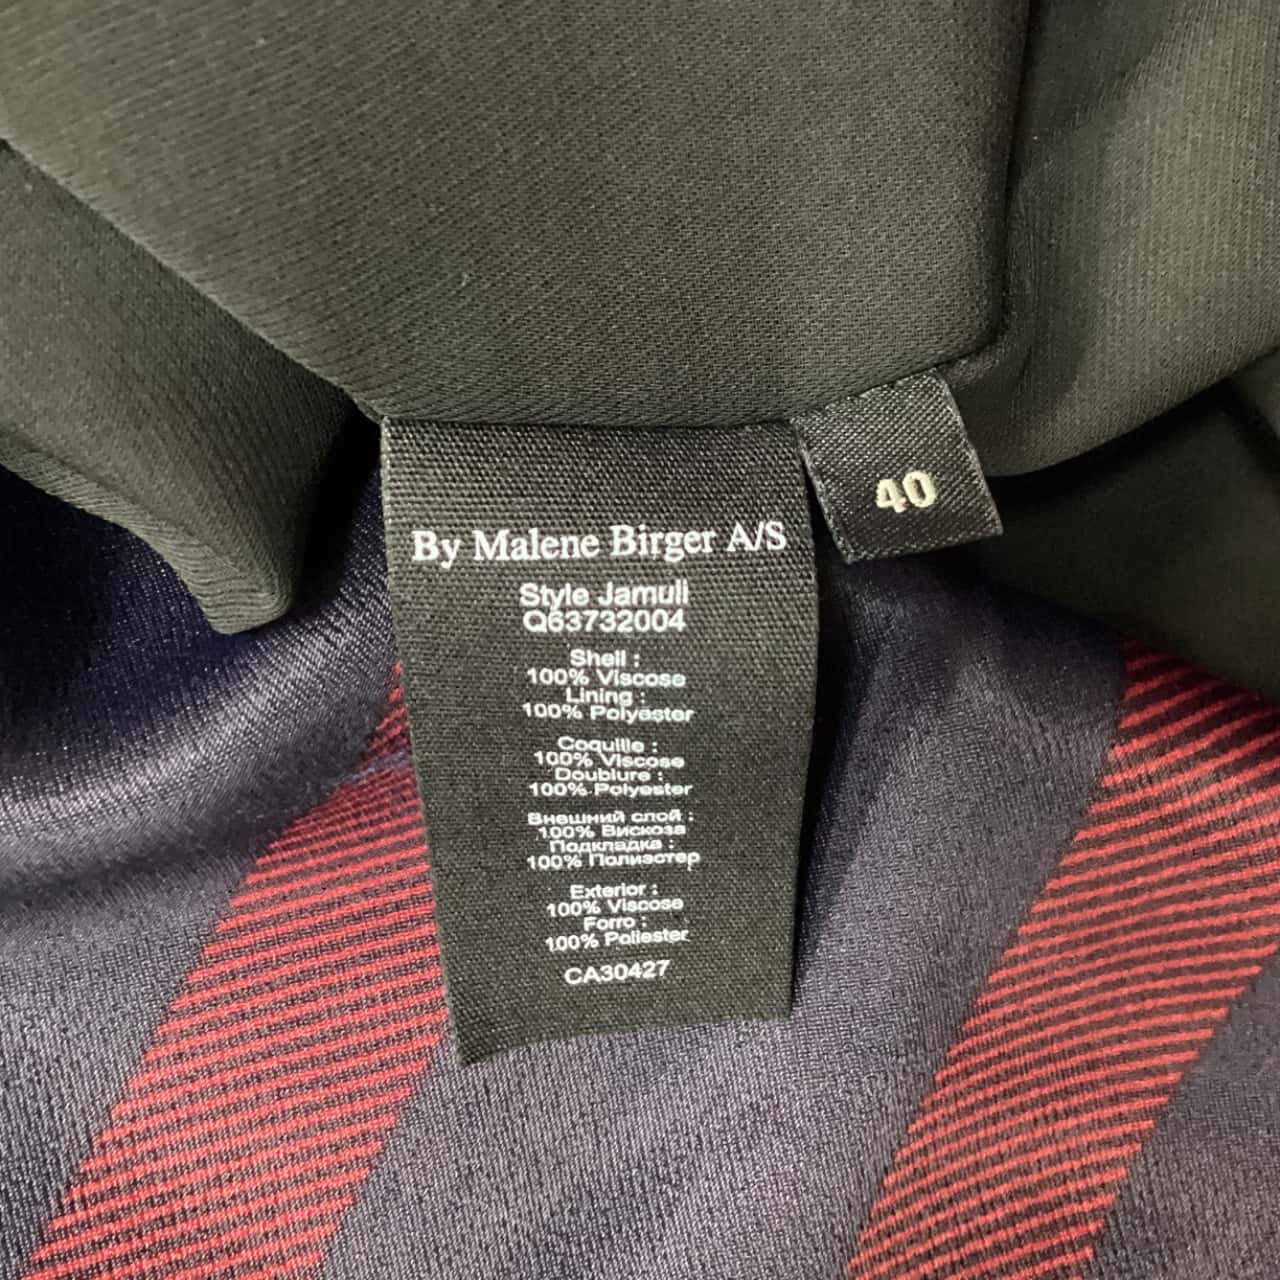 By Malene Birger A/S
Style Jamuli
Q63732004
Shell :
100% Viscose
Lining :
100% Polyester
Coquille :
100% Viscose
Doublure :
100% Polyester
Внешний слой :
100% Вискоза
Подкладка :
100% Полиэстер
Exterior :
100% Viscose
Forro :
100% Poliester
CA30427
40